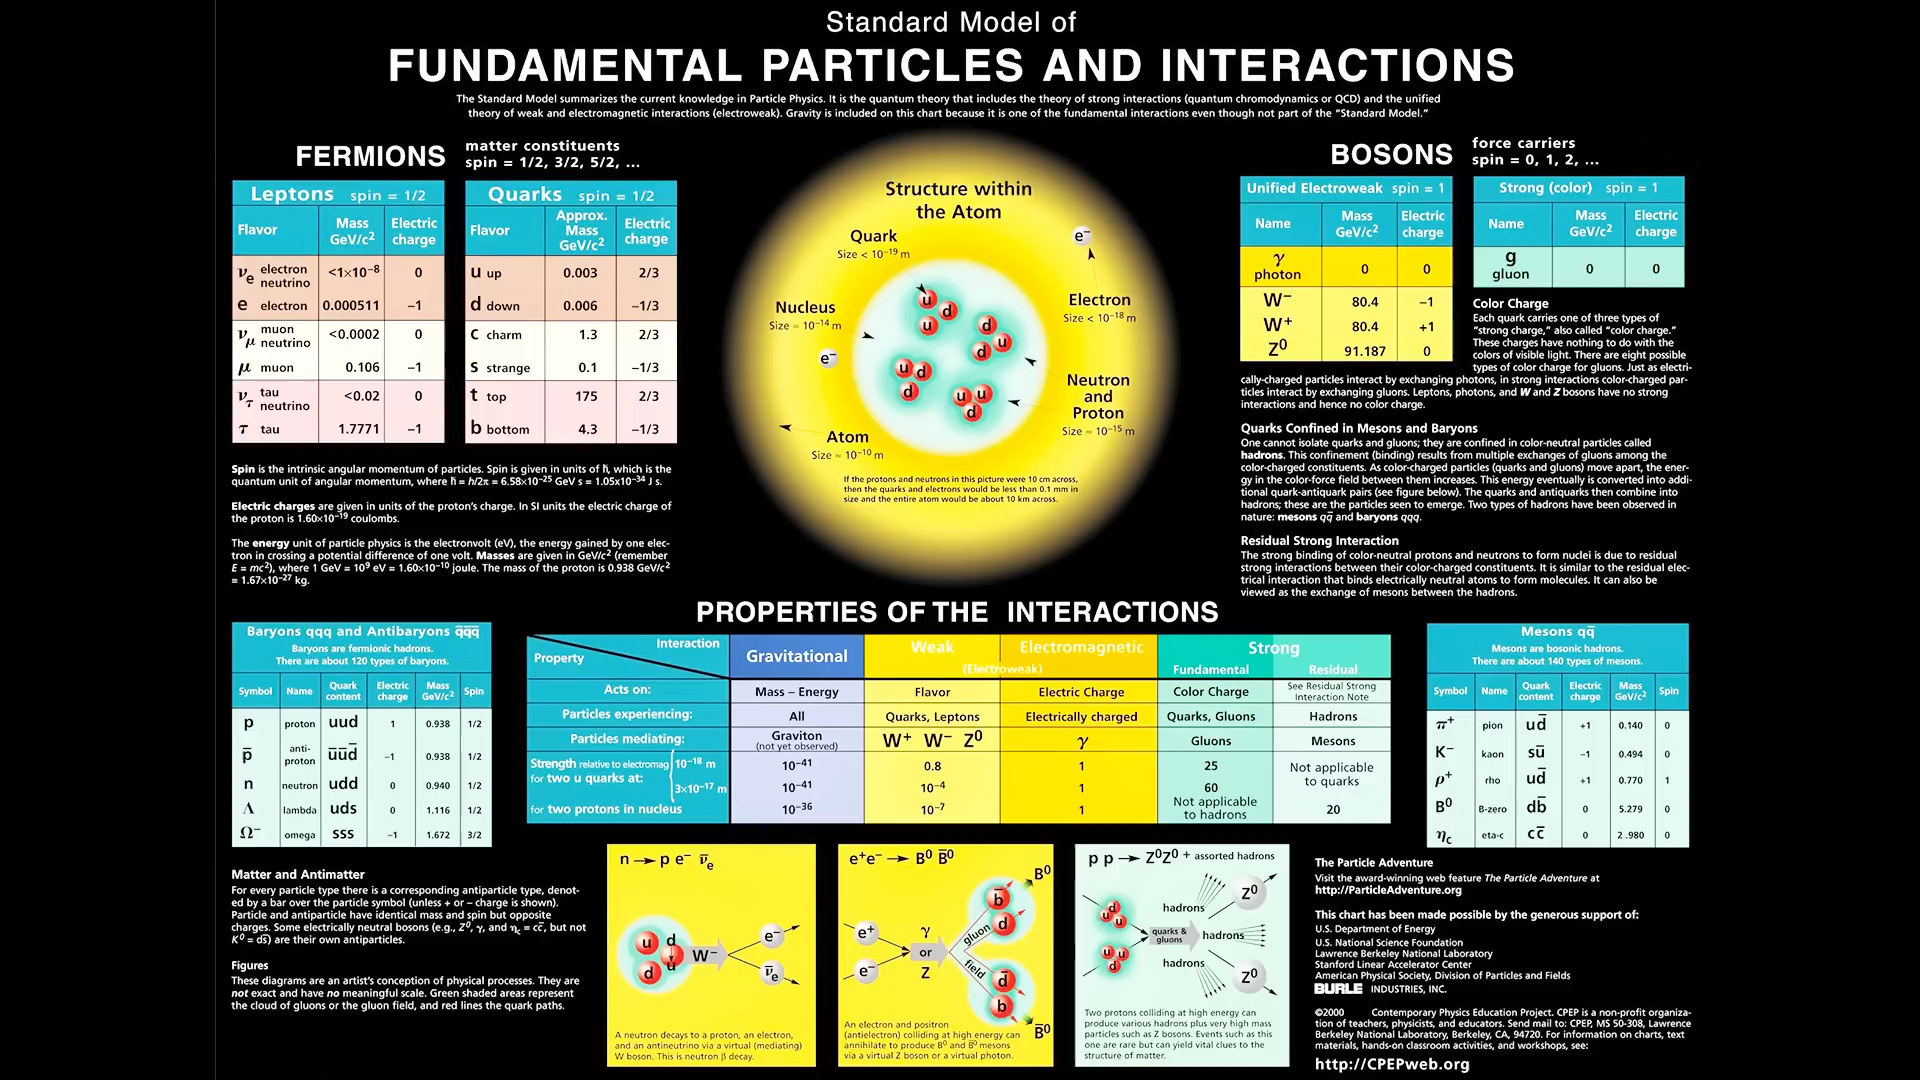 Standard Model of
FUNDAMENTAL PARTICLES AND INTERACTIONS
The Standard Model summarizes the current knowledge in Particle Physics. It is the quantum theory that includes the theory of strong interactions (quantum chromodynamics or QCD) and the unified
theory of weak and electromagnetic interactions (electroweak). Gravity is included on this chart because it is one of the fundamental interactions even though not part of the "Standard Model."
FERMIONS
matter constituents
spin = 1/2, 3/2, 5/2, ...
Leptons spin = 1/2
Flavor Mass GeV/c² Electric charge
νe electron neutrino <1×10⁻⁸ 0
e electron 0.000511 –1
νμ muon neutrino <0.0002 0
μ muon 0.106 –1
ντ tau neutrino <0.02 0
τ tau 1.7771 –1
Quarks spin = 1/2
Flavor Approx. Mass GeV/c² Electric charge
u up 0.003 2/3
d down 0.006 –1/3
c charm 1.3 2/3
s strange 0.1 –1/3
t top 175 2/3
b bottom 4.3 –1/3
Spin is the intrinsic angular momentum of particles. Spin is given in units of ħ, which is the
quantum unit of angular momentum, where ħ = h/2π = 6.58×10⁻²⁵ GeV s = 1.05x10⁻³⁴ J s.
Electric charges are given in units of the proton's charge. In SI units the electric charge of
the proton is 1.60×10⁻¹⁹ coulombs.
The energy unit of particle physics is the electronvolt (eV), the energy gained by one elec-
tron in crossing a potential difference of one volt. Masses are given in GeV/c² (remember
E = mc²), where 1 GeV = 10⁹ eV = 1.60×10⁻¹⁰ joule. The mass of the proton is 0.938 GeV/c²
= 1.67×10⁻²⁷ kg.
Structure within
the Atom
Quark
Size < 10⁻¹⁹ m
e⁻
Nucleus
Size ≈ 10⁻¹⁴ m
Electron
Size < 10⁻¹⁸ m
e⁻
u d
u
d
u
d
u d
d
u u
d
Neutron
and
Proton
Size ≈ 10⁻¹⁵ m
Atom
Size ≈ 10⁻¹⁰ m
If the protons and neutrons in this picture were 10 cm across,
then the quarks and electrons would be less than 0.1 mm in
size and the entire atom would be about 10 km across.
BOSONS
force carriers
spin = 0, 1, 2, ...
Unified Electroweak spin = 1
Name Mass GeV/c² Electric charge
γ photon 0 0
W⁻ 80.4 –1
W⁺ 80.4 +1
Z⁰ 91.187 0
Strong (color) spin = 1
Name Mass GeV/c² Electric charge
g gluon 0 0
Color Charge
Each quark carries one of three types of
"strong charge," also called "color charge."
These charges have nothing to do with the
colors of visible light. There are eight possible
types of color charge for gluons. Just as electri-
cally-charged particles interact by exchanging photons, in strong interactions color-charged par-
ticles interact by exchanging gluons. Leptons, photons, and W and Z bosons have no strong
interactions and hence no color charge.
Quarks Confined in Mesons and Baryons
One cannot isolate quarks and gluons; they are confined in color-neutral particles called
hadrons. This confinement (binding) results from multiple exchanges of gluons among the
color-charged constituents. As color-charged particles (quarks and gluons) move apart, the ener-
gy in the color-force field between them increases. This energy eventually is converted into addi-
tional quark-antiquark pairs (see figure below). The quarks and antiquarks then combine into
hadrons; these are the particles seen to emerge. Two types of hadrons have been observed in
nature: mesons qq̄ and baryons qqq.
Residual Strong Interaction
The strong binding of color-neutral protons and neutrons to form nuclei is due to residual
strong interactions between their color-charged constituents. It is similar to the residual elec-
trical interaction that binds electrically neutral atoms to form molecules. It can also be
viewed as the exchange of mesons between the hadrons.
PROPERTIES OF THE INTERACTIONS
Baryons qqq and Antibaryons q̄q̄q̄
Baryons are fermionic hadrons.
There are about 120 types of baryons.
Symbol Name Quark content Electric charge Mass GeV/c² Spin
p proton uud 1 0.938 1/2
p̄ anti-proton ūūd̄ –1 0.938 1/2
n neutron udd 0 0.940 1/2
Λ lambda uds 0 1.116 1/2
Ω⁻ omega sss –1 1.672 3/2
Interaction
Property
Gravitational Weak Electromagnetic Strong
(Electroweak) Fundamental Residual
Acts on: Mass – Energy Flavor Electric Charge Color Charge See Residual Strong Interaction Note
Particles experiencing: All Quarks, Leptons Electrically charged Quarks, Gluons Hadrons
Particles mediating: Graviton (not yet observed) W⁺ W⁻ Z⁰ γ Gluons Mesons
Strength relative to electromag 10⁻¹⁸ m 10⁻⁴¹ 0.8 1 25 Not applicable to quarks
for two u quarks at: 3×10⁻¹⁷ m 10⁻⁴¹ 10⁻⁴ 1 60
for two protons in nucleus 10⁻³⁶ 10⁻⁷ 1 Not applicable to hadrons 20
Mesons qq̄
Mesons are bosonic hadrons.
There are about 140 types of mesons.
Symbol Name Quark content Electric charge Mass GeV/c² Spin
π⁺ pion ud̄ +1 0.140 0
K⁻ kaon sū –1 0.494 0
ρ⁺ rho ud̄ +1 0.770 1
B⁰ B-zero db̄ 0 5.279 0
ηc eta-c cc̄ 0 2.980 0
Matter and Antimatter
For every particle type there is a corresponding antiparticle type, denot-
ed by a bar over the particle symbol (unless + or – charge is shown).
Particle and antiparticle have identical mass and spin but opposite
charges. Some electrically neutral bosons (e.g., Z⁰, γ, and ηc = cc̄, but not
K⁰ = ds̄) are their own antiparticles.
Figures
These diagrams are an artist's conception of physical processes. They are
not exact and have no meaningful scale. Green shaded areas represent
the cloud of gluons or the gluon field, and red lines the quark paths.
n → p e⁻ ν̄e
u d
u
d
W⁻
e⁻
ν̄e
A neutron decays to a proton, an electron,
and an antineutrino via a virtual (mediating)
W boson. This is neutron β decay.
e⁺e⁻ → B⁰ B̄⁰
e⁺
e⁻
γ
or
Z
gluon
field
b̄
d
d̄
b
B⁰
B̄⁰
An electron and positron
(antielectron) colliding at high energy can
annihilate to produce B⁰ and B̄⁰ mesons
via a virtual Z boson or a virtual photon.
p p → Z⁰Z⁰ + assorted hadrons
d
u u
u u
d
quarks &
gluons
hadrons
hadrons
hadrons
Z⁰
Z⁰
Two protons colliding at high energy can
produce various hadrons plus very high mass
particles such as Z bosons. Events such as this
one are rare but can yield vital clues to the
structure of matter.
The Particle Adventure
Visit the award-winning web feature The Particle Adventure at
http://ParticleAdventure.org
This chart has been made possible by the generous support of:
U.S. Department of Energy
U.S. National Science Foundation
Lawrence Berkeley National Laboratory
Stanford Linear Accelerator Center
American Physical Society, Division of Particles and Fields
BURLE INDUSTRIES, INC.
©2000 Contemporary Physics Education Project. CPEP is a non-profit organiza-
tion of teachers, physicists, and educators. Send mail to: CPEP, MS 50-308, Lawrence
Berkeley National Laboratory, Berkeley, CA, 94720. For information on charts, text
materials, hands-on classroom activities, and workshops, see:
http://CPEPweb.org